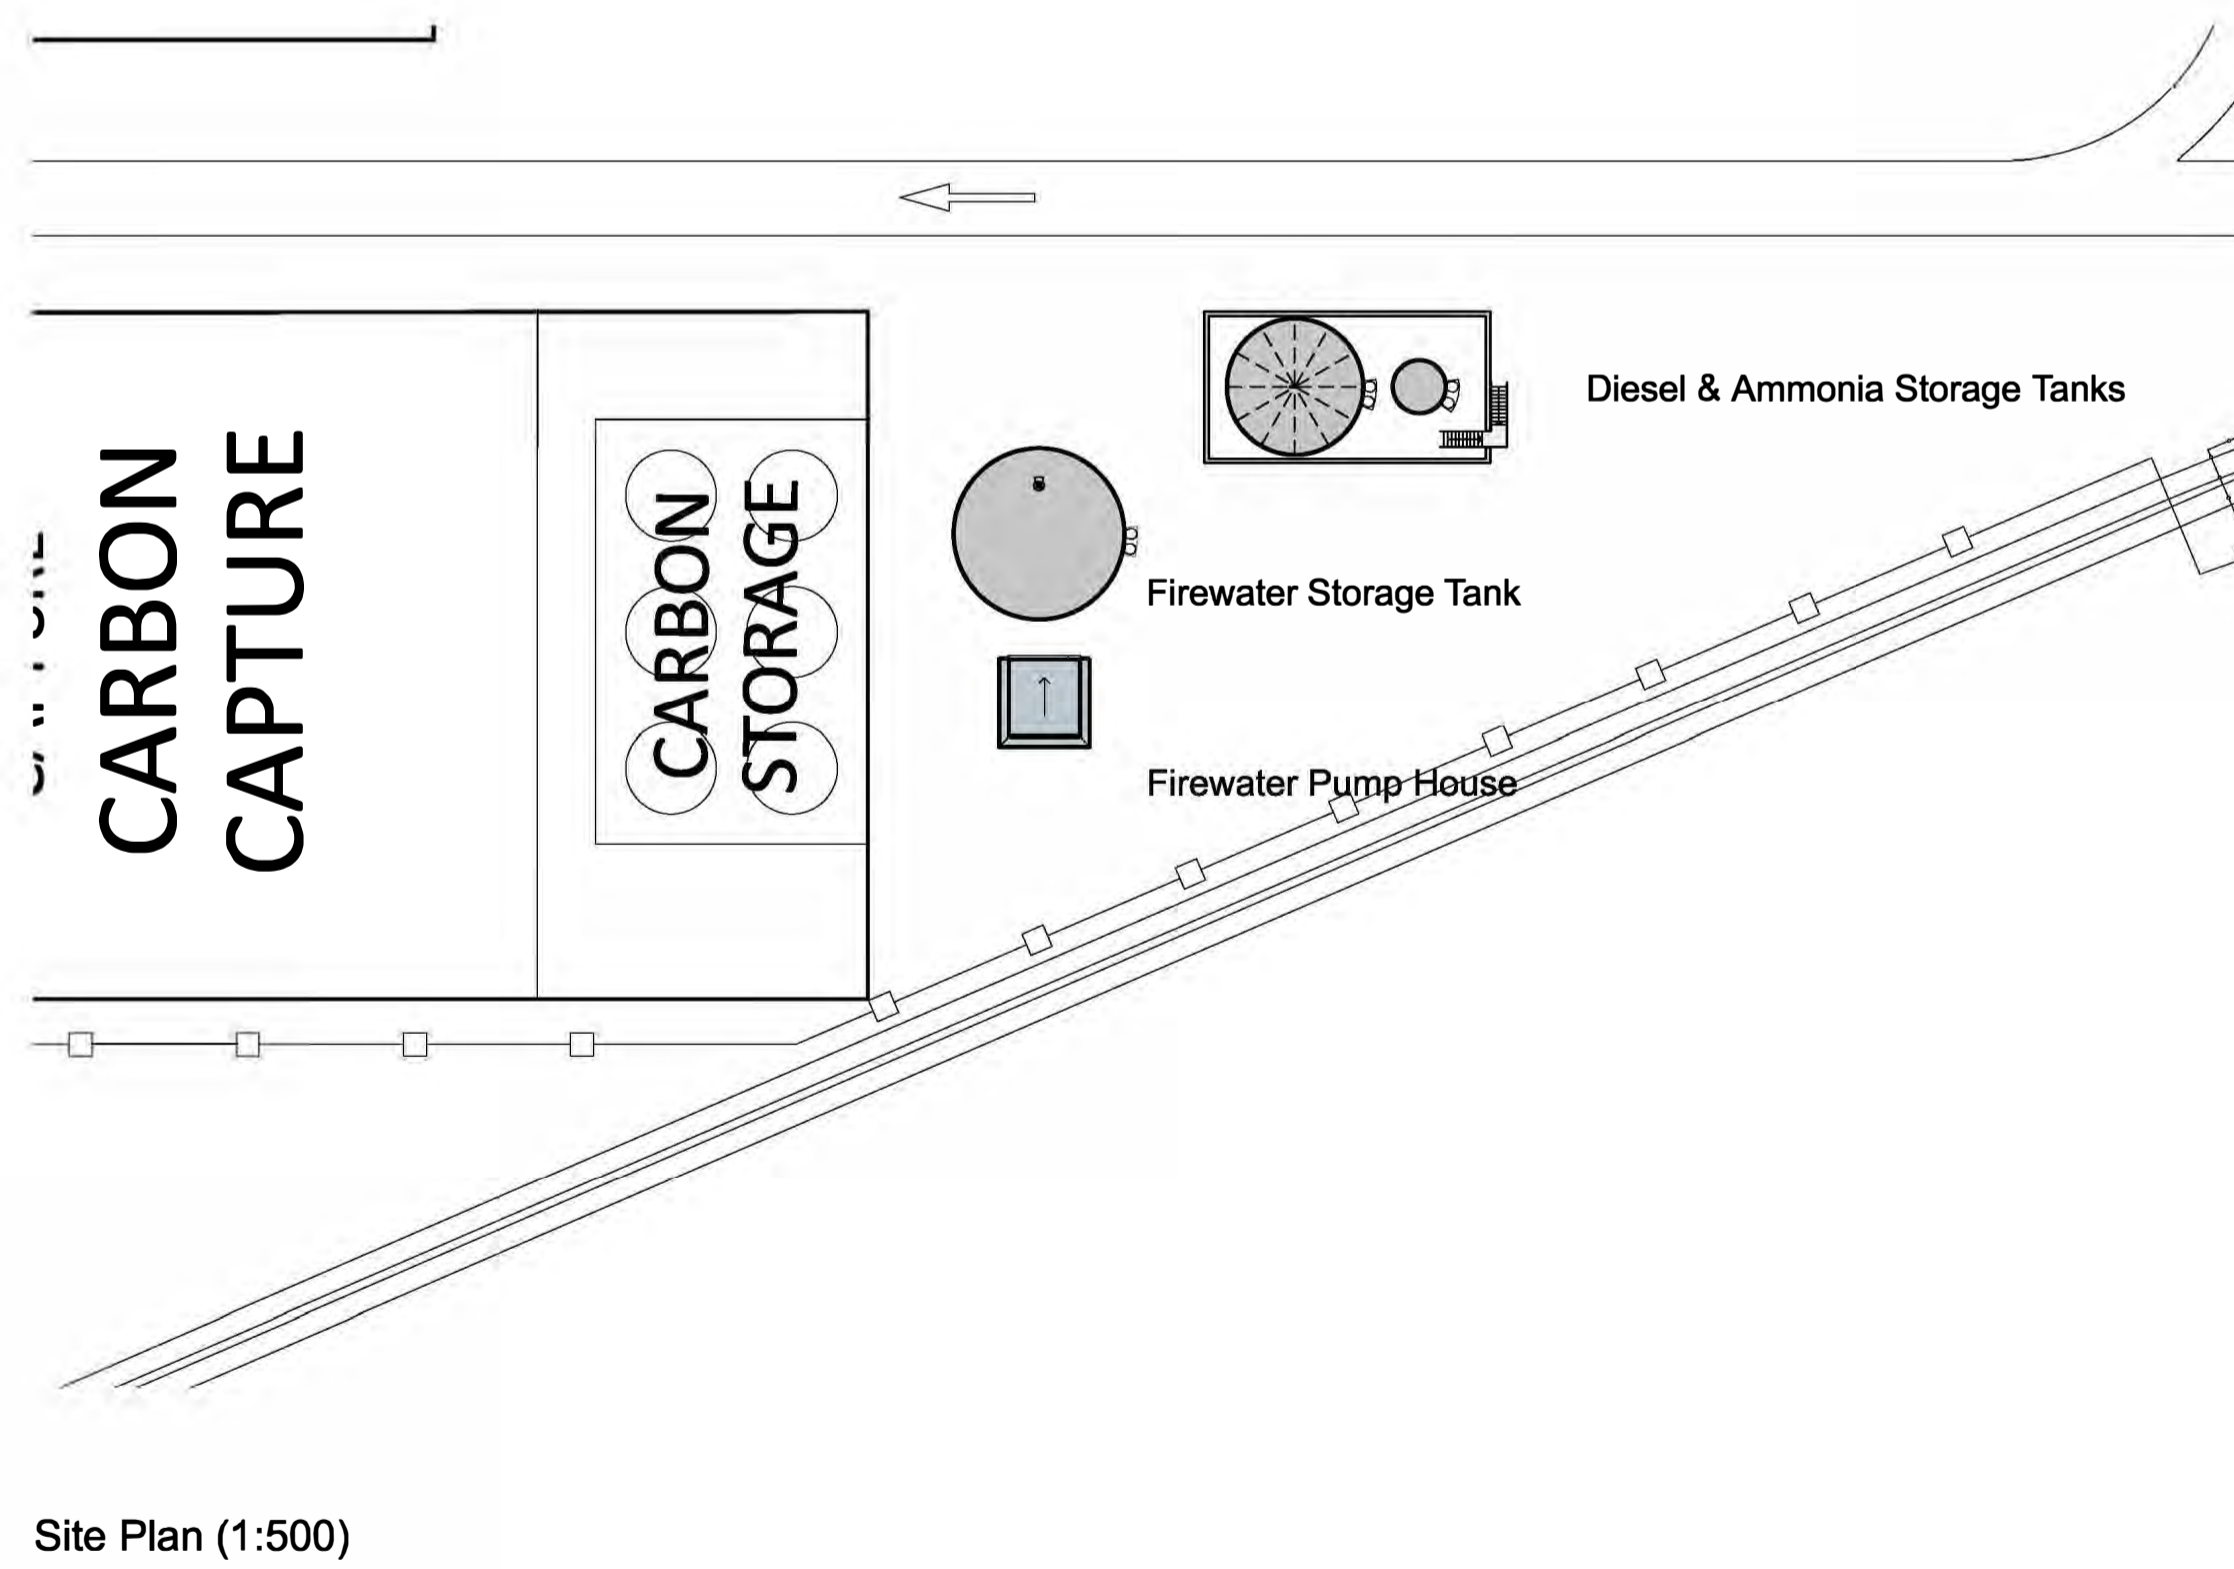 Diesel & Ammonia Storage Tanks
CARBON
CAPTURE
CARBON
STORAGE
Firewater Storage Tank
Firewater Pump House
Site Plan (1:500)